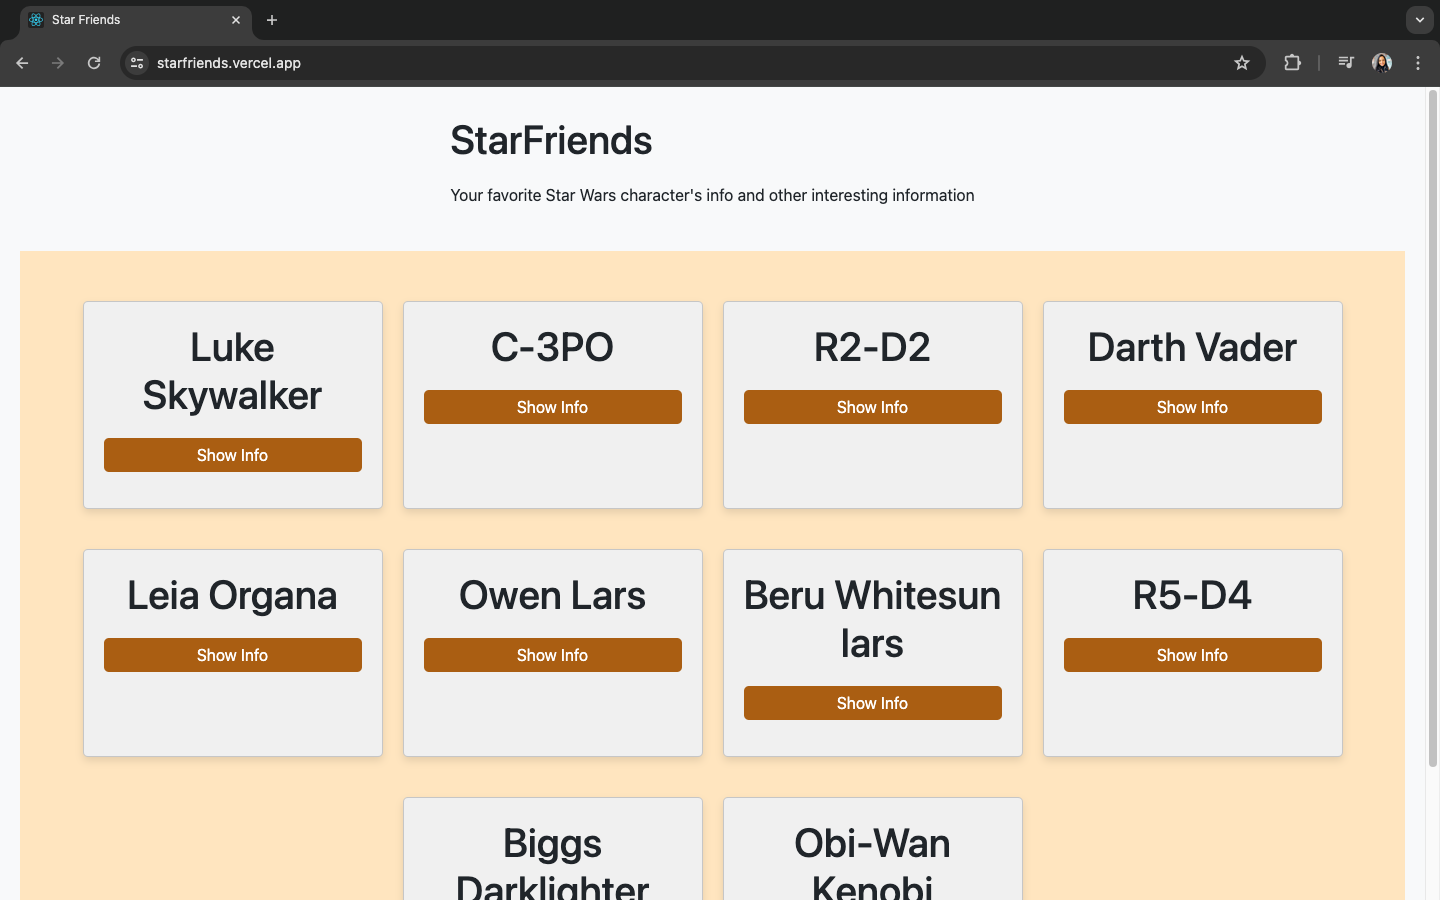 Star Friends
starfriends.vercel.app
StarFriends
Your favorite Star Wars character's info and other interesting information
Luke
Skywalker
Show Info
C-3PO
Show Info
R2-D2
Show Info
Darth Vader
Show Info
Leia Organa
Show Info
Owen Lars
Show Info
Beru Whitesun
lars
Show Info
R5-D4
Show Info
Biggs
Darklighter
Obi-Wan
Kenobi